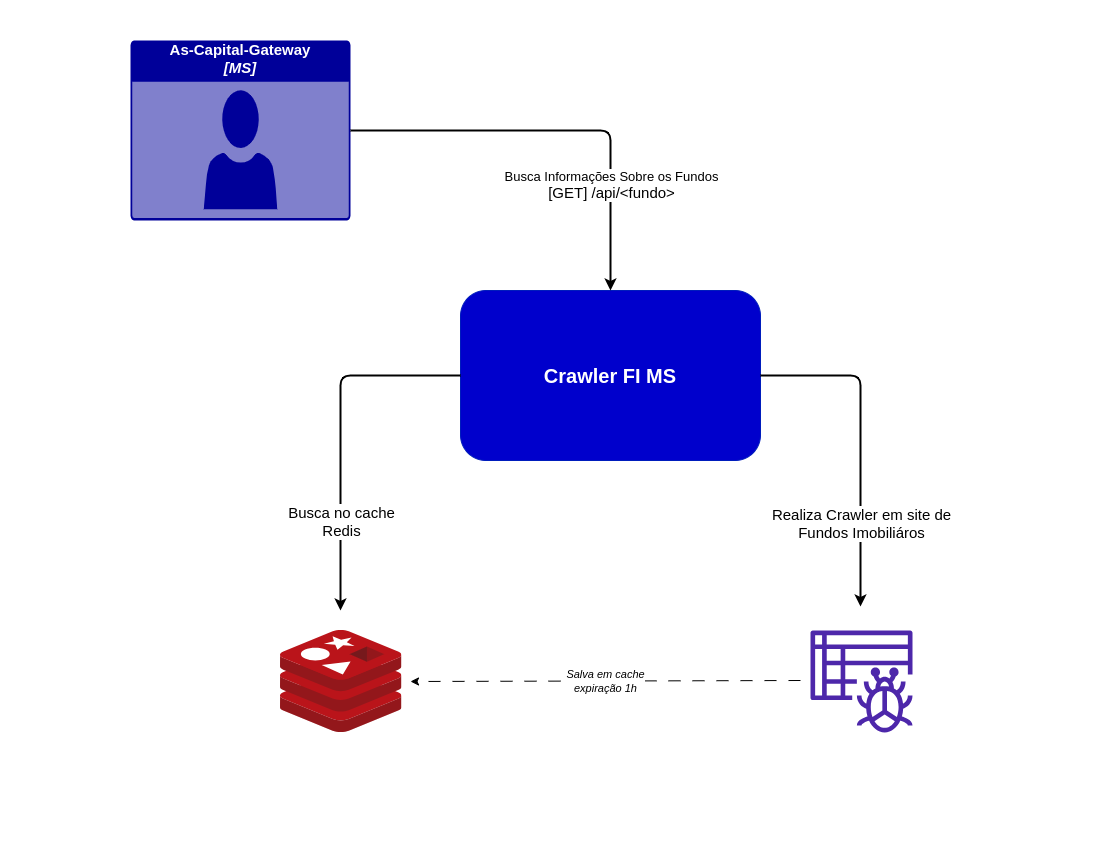 As-Capital-Gateway
[MS]
Busca Informações Sobre os Fundos
[GET] /api/<fundo>
Crawler FI MS
Busca no cache
Redis
Realiza Crawler em site de
Fundos Imobiliáros
Salva em cache
expiração 1h